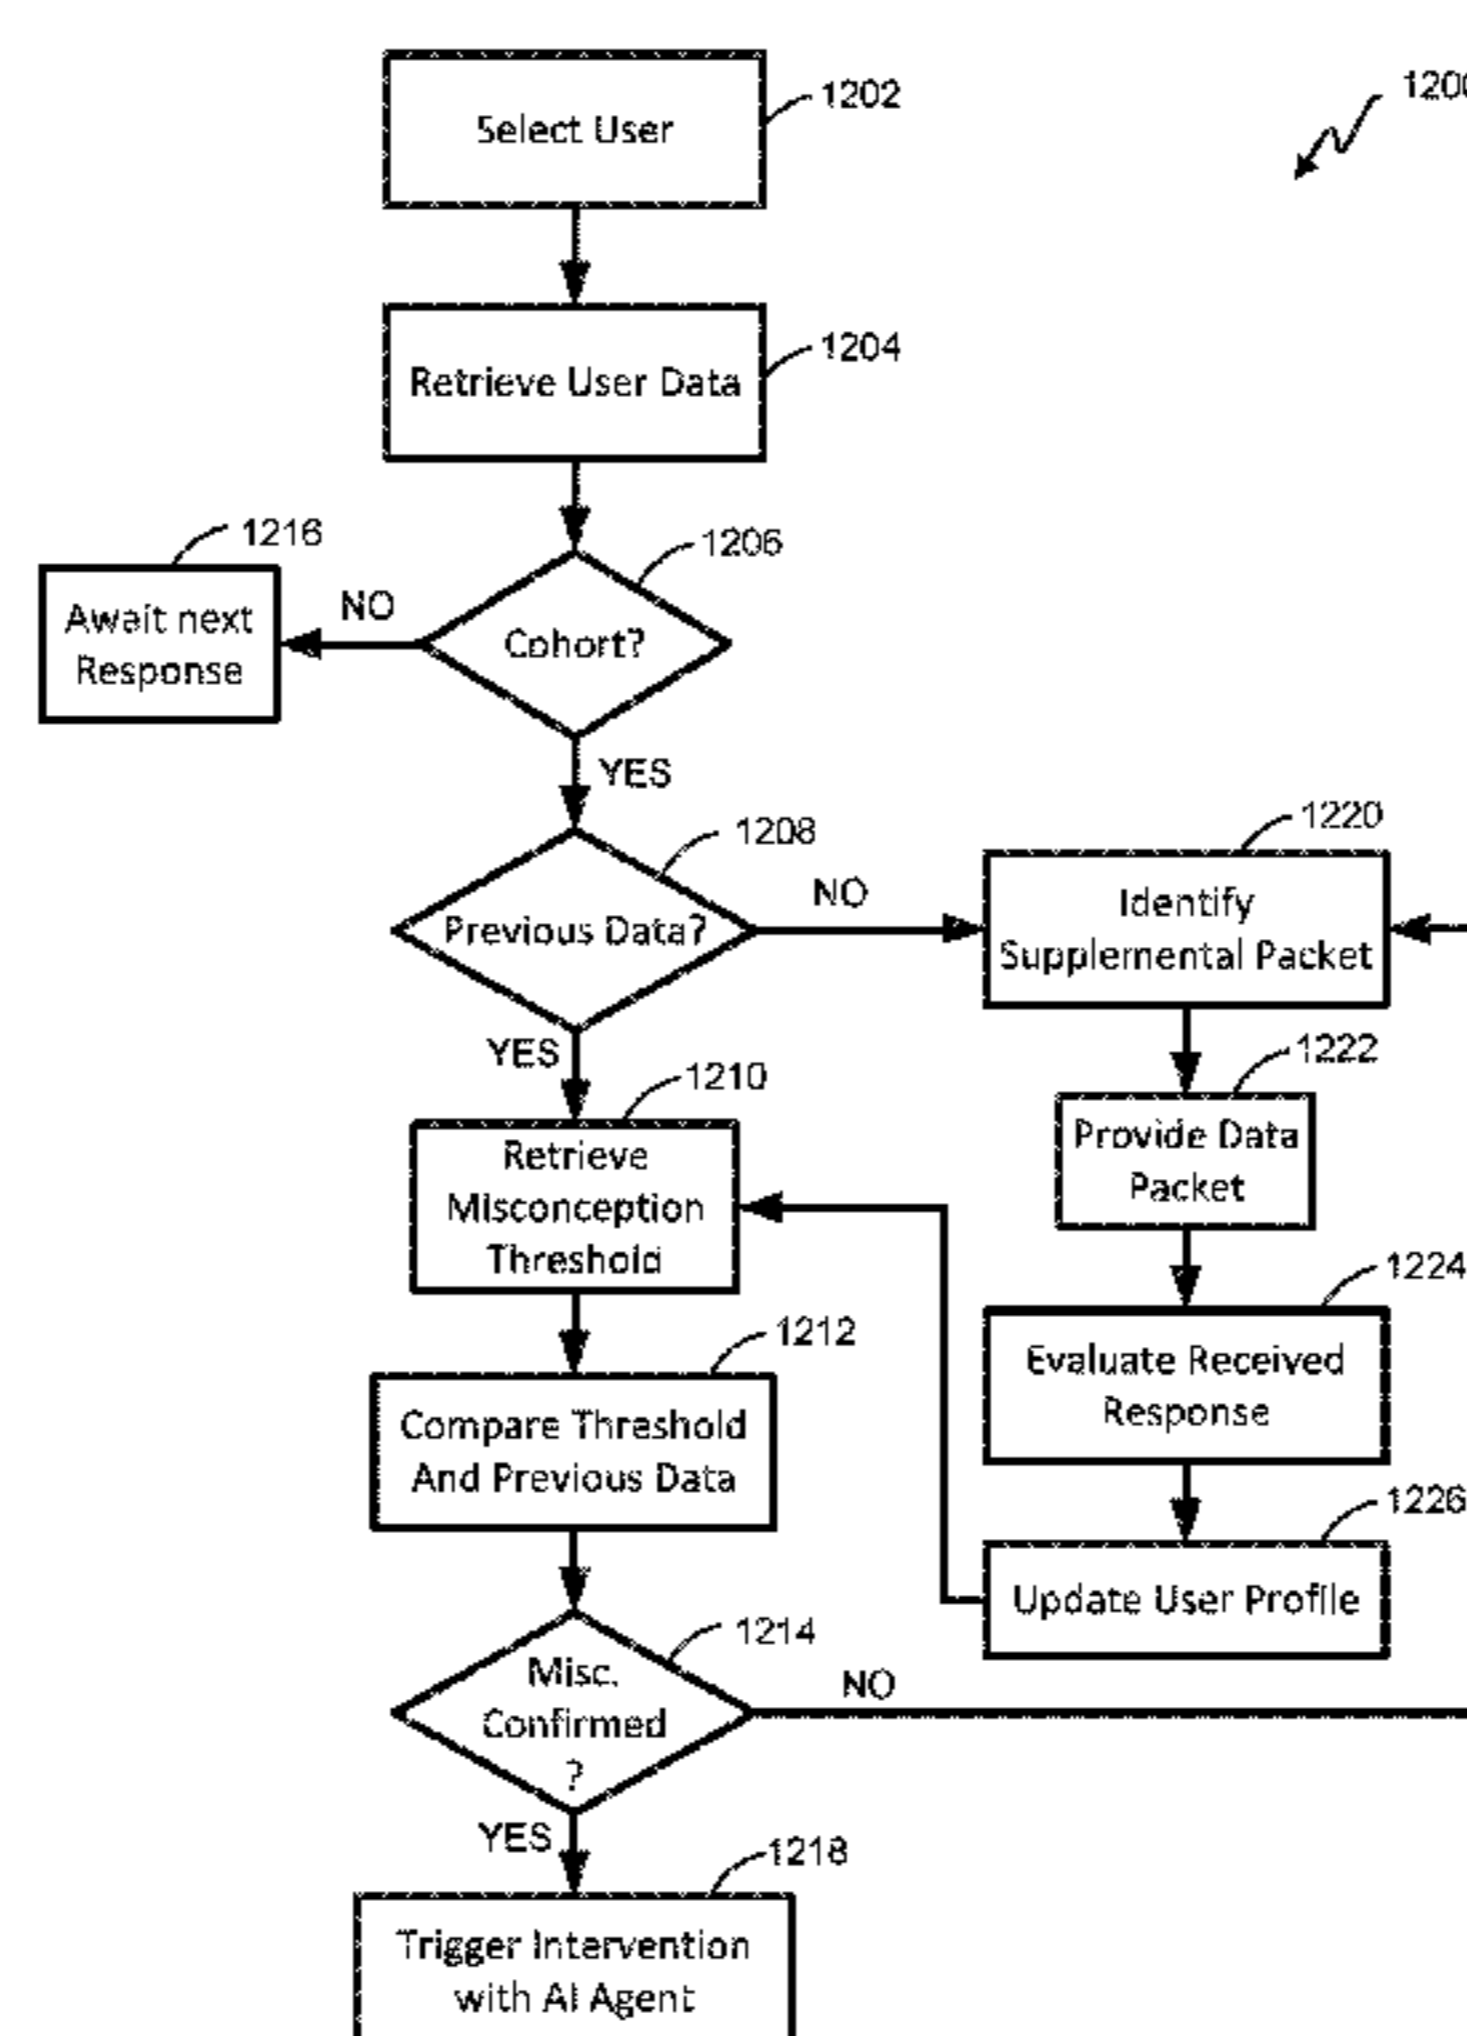 1202
1200
Select User
1204
Retrieve User Data
1216
1206
NO
Await next
Response
Cohort?
YES
1208
1220
NO
Previous Data?
Identify
Supplemental Packet
YES
1210
1222
Retrieve
Misconception
Threshold
Provide Data
Packet
1212
1224
Compare Threshold
And Previous Data
Evaluate Received
Response
1226
Update User Profile
1214
Misc.
Confirmed
?
NO
YES
1218
Trigger Intervention
with AI Agent